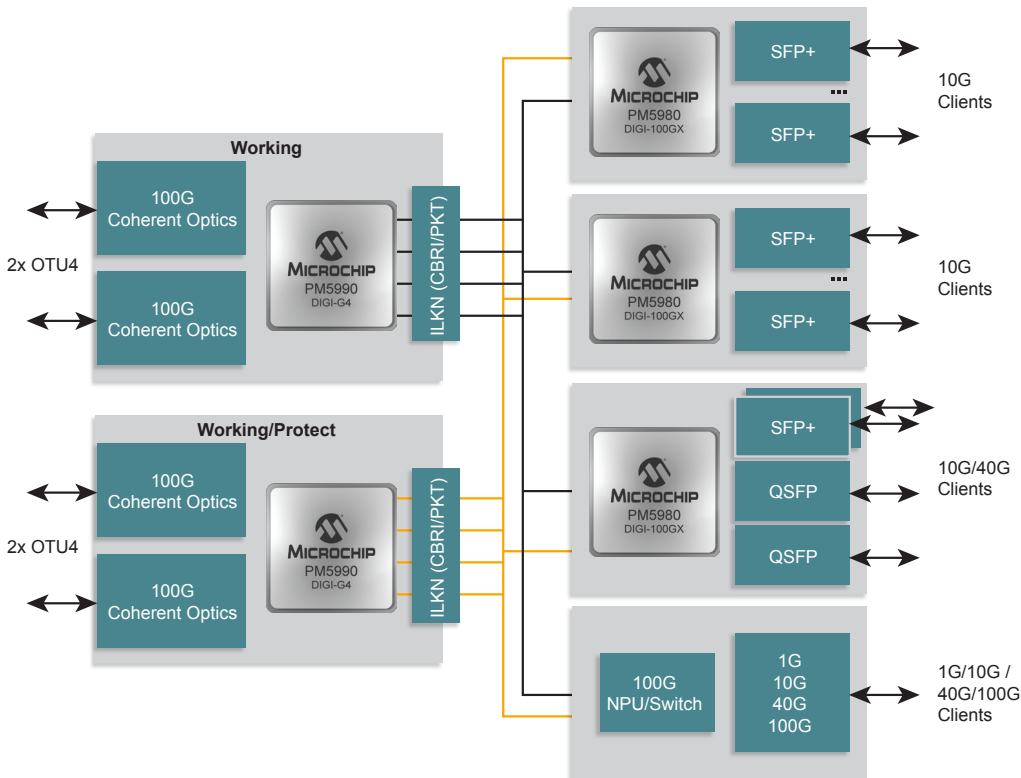 Working
100G
Coherent Optics
100G
Coherent Optics
2x OTU4
MICROCHIP
PM5990
DIGI-G4
ILKN (CBRI/PKT)
Working/Protect
100G
Coherent Optics
100G
Coherent Optics
2x OTU4
MICROCHIP
PM5990
DIGI-G4
ILKN (CBRI/PKT)
MICROCHIP
PM5980
DIGI-100GX
SFP+
SFP+
10G
Clients
MICROCHIP
PM5980
DIGI-100GX
SFP+
SFP+
10G
Clients
MICROCHIP
PM5980
DIGI-100GX
SFP+
QSFP
QSFP
10G/40G
Clients
100G
NPU/Switch
1G
10G
40G
100G
1G/10G /
40G/100G
Clients